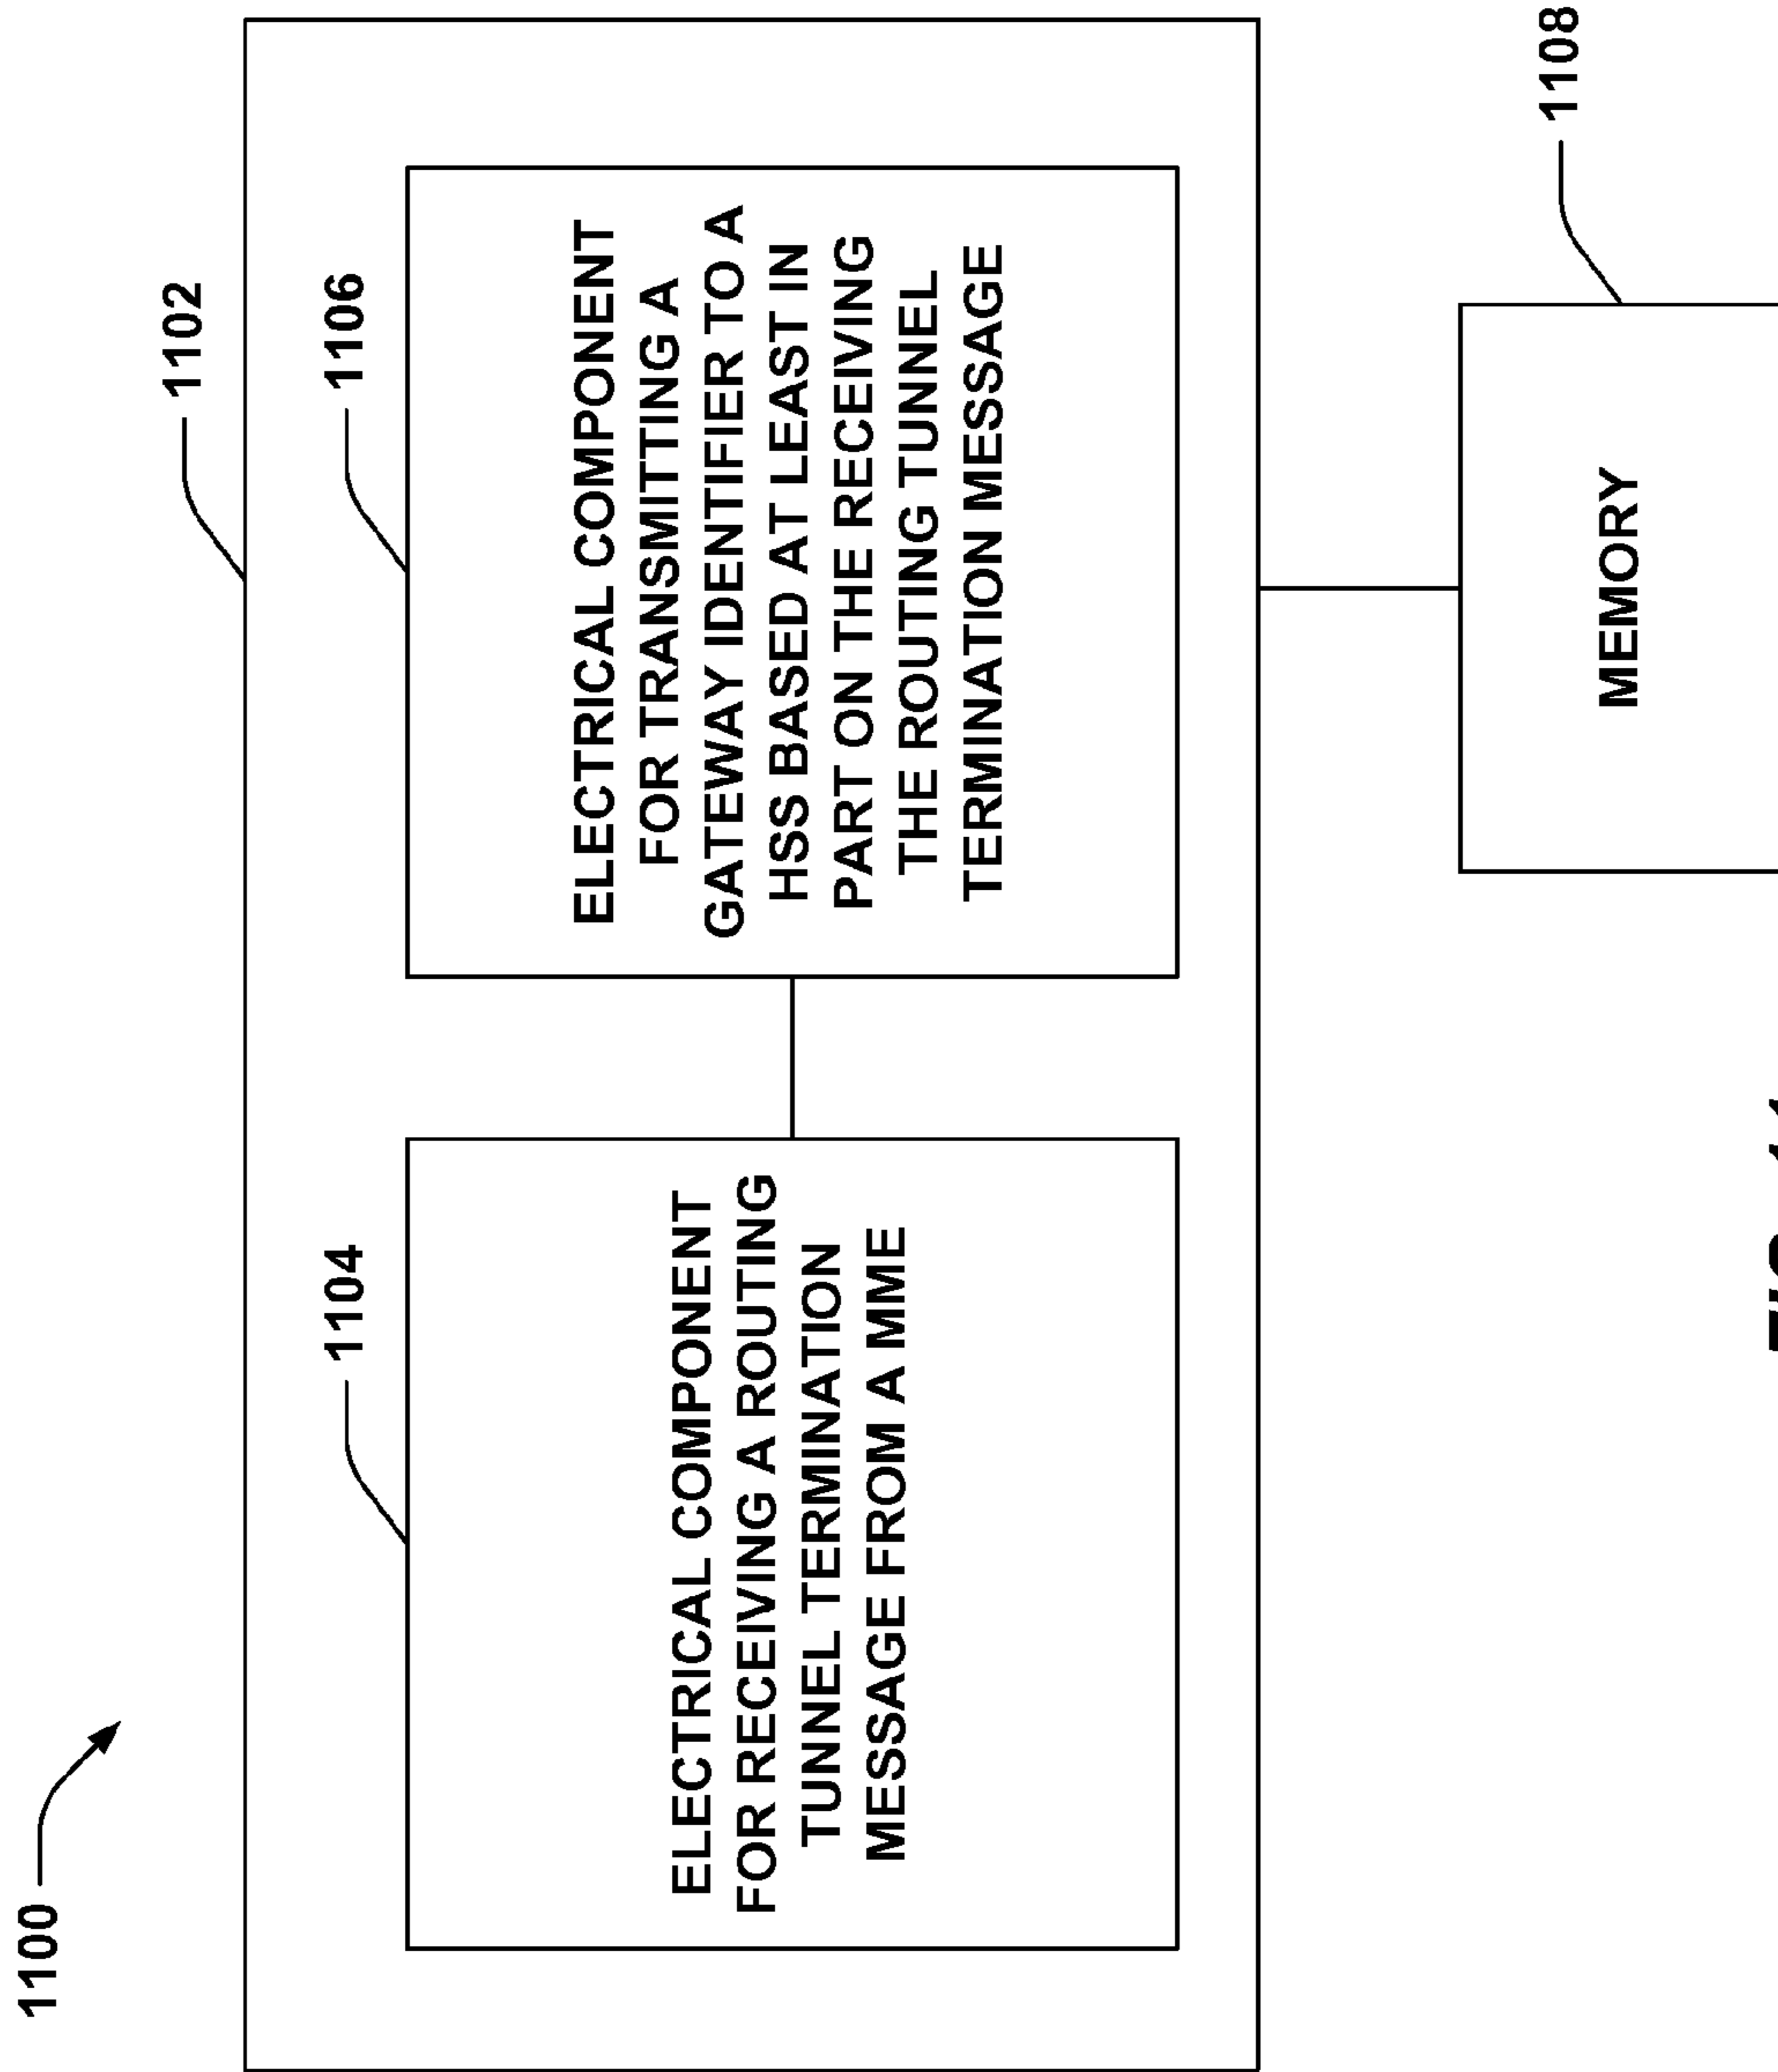 1100
1102
1104
1106
ELECTRICAL COMPONENT
FOR RECEIVING A ROUTING
TUNNEL TERMINATION
MESSAGE FROM A MME
ELECTRICAL COMPONENT
FOR TRANSMITTING A
GATEWAY IDENTIFIER TO A
HSS BASED AT LEAST IN
PART ON THE RECEIVING
THE ROUTING TUNNEL
TERMINATION MESSAGE
1108
MEMORY